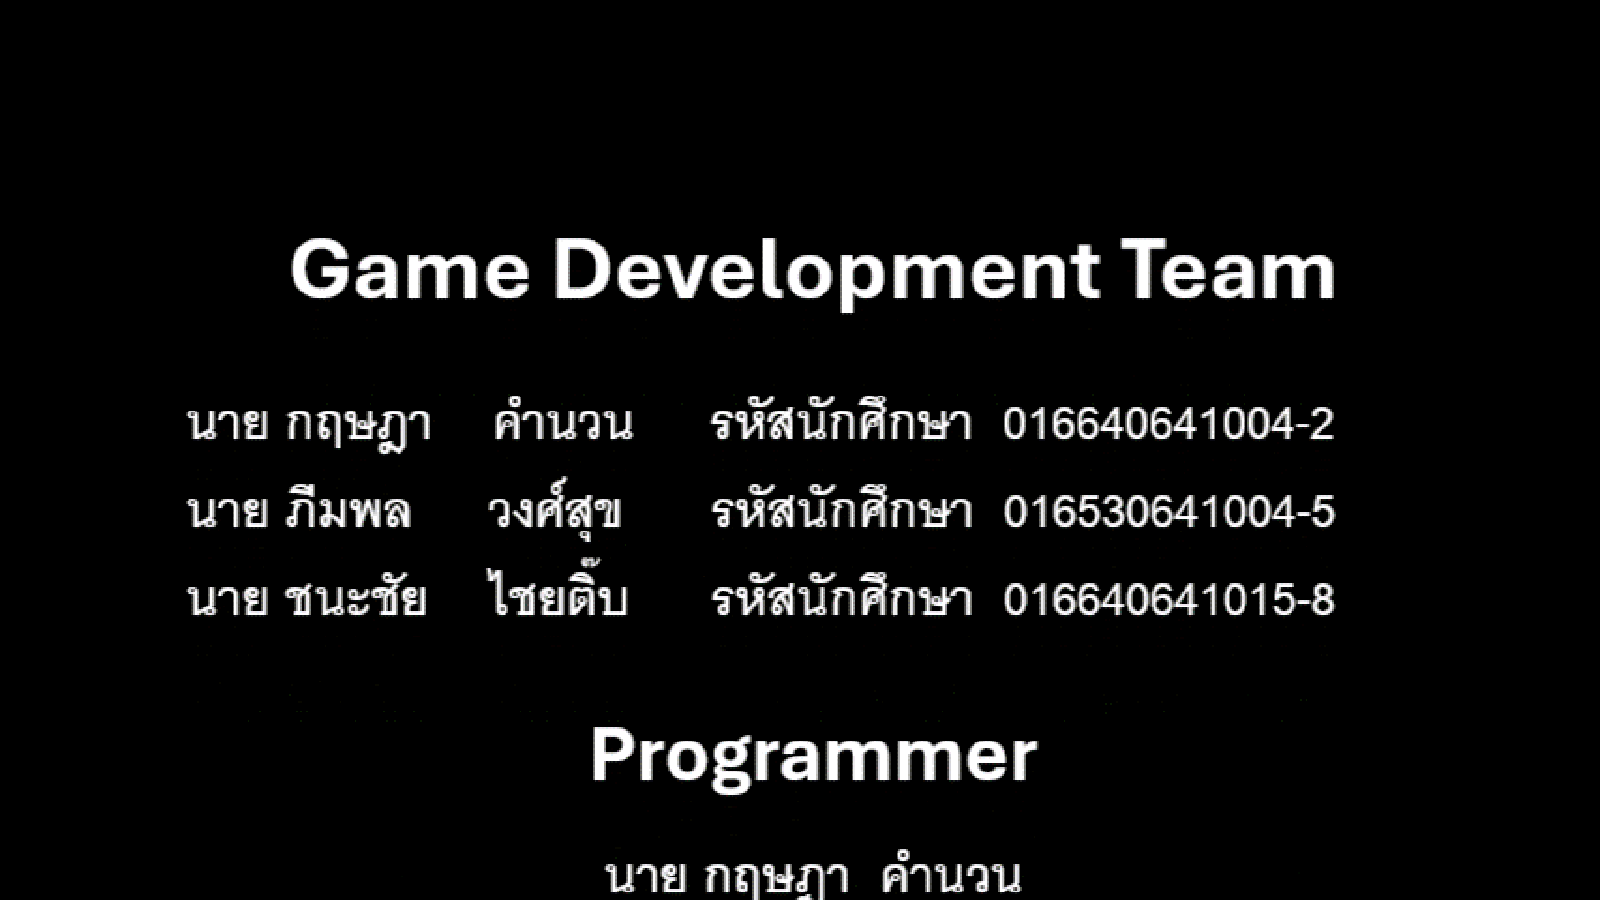 Game Development Team
นาย กฤษฎา คำนวน รหัสนักศึกษา 016640641004-2
นาย ภีมพล วงศ์สุข รหัสนักศึกษา 016530641004-5
นาย ชนะชัย ไชยติ๊บ รหัสนักศึกษา 016640641015-8
Programmer
นาย กฤษฎา คำนวน